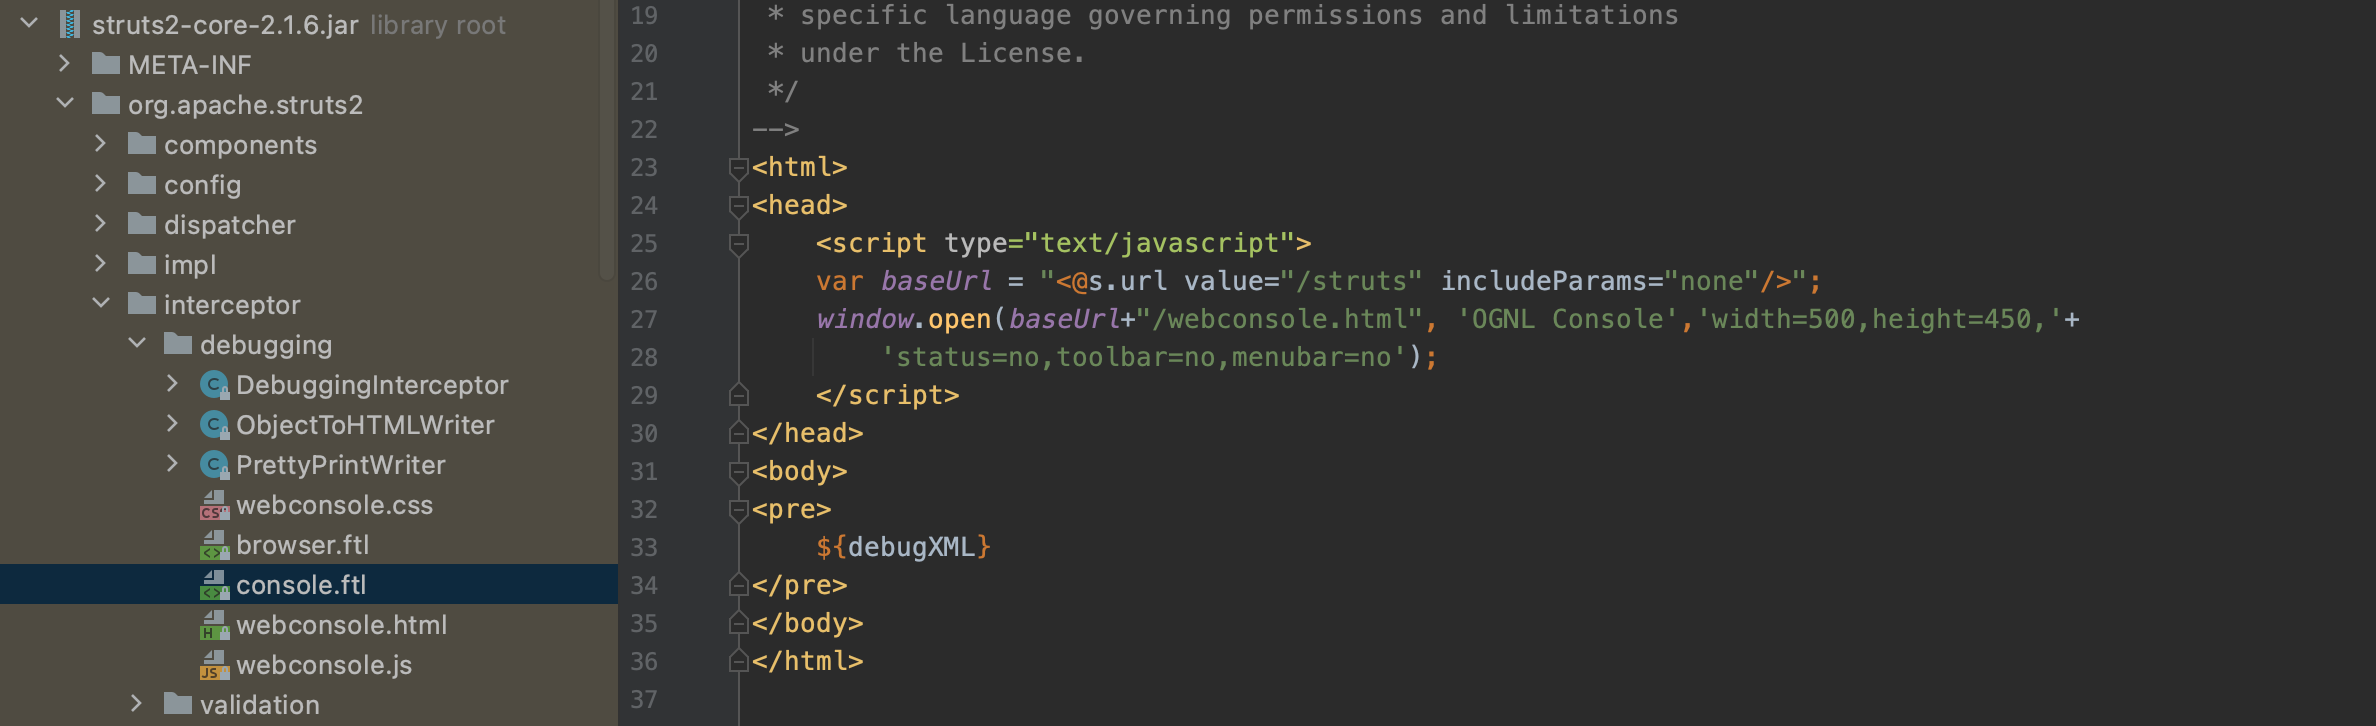 struts2-core-2.1.6.jar library root
META-INF
org.apache.struts2
components
config
dispatcher
impl
interceptor
debugging
C DebuggingInterceptor
C ObjectToHTMLWriter
C PrettyPrintWriter
CS webconsole.css
<> browser.ftl
<> console.ftl
H webconsole.html
JS webconsole.js
validation
19 * specific language governing permissions and limitations
20 * under the License.
21 */
22 -->
23 <html>
24 <head>
25 <script type="text/javascript">
26 var baseUrl = "<@s.url value="/struts" includeParams="none"/>";
27 window.open(baseUrl+"/webconsole.html", 'OGNL Console','width=500,height=450,'+
28 'status=no,toolbar=no,menubar=no');
29 </script>
30 </head>
31 <body>
32 <pre>
33 ${debugXML}
34 </pre>
35 </body>
36 </html>
37